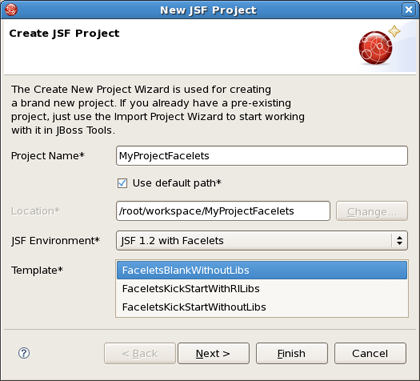 New JSF Project
Create JSF Project
The Create New Project Wizard is used for creating
a brand new project. If you already have a pre-existing
project, just use the Import Project Wizard to start working
with it in JBoss Tools.
Project Name* MyProjectFacelets
Use default path*
Location* /root/workspace/MyProjectFacelets Change...
JSF Environment* JSF 1.2 with Facelets
Template* FaceletsBlankWithoutLibs
FaceletsKickStartWithRILibs
FaceletsKickStartWithoutLibs
? < Back Next > Finish Cancel